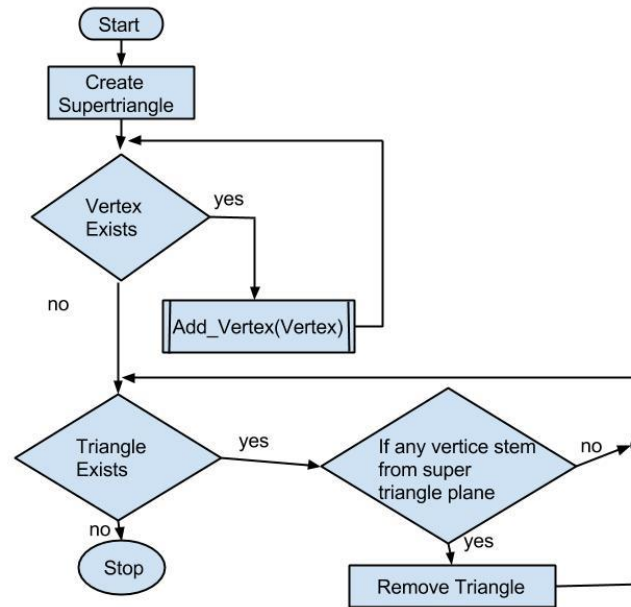 Start
Create
Supertriangle
Vertex
Exists
yes
no
Add_Vertex(Vertex)
Triangle
Exists
yes
If any vertice stem
from super
triangle plane
no
no
Stop
yes
Remove Triangle